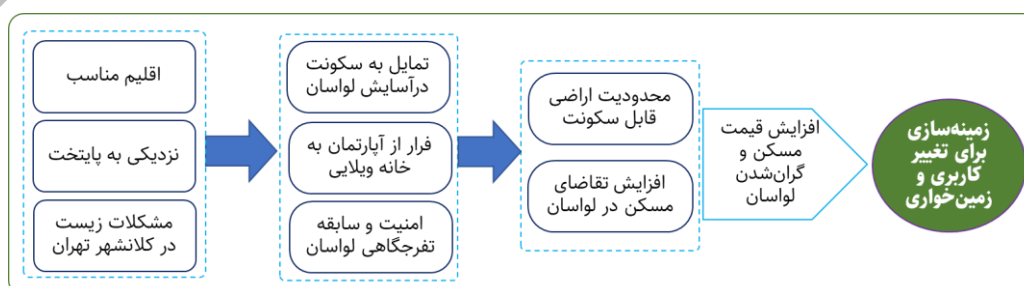 اقلیم مناسب
نزدیکی به پایتخت
مشکلات زیست
در کلانشهر تهران
تمایل به سکونت
درآسایش لواسان
فرار از آپارتمان به
خانه ویلایی
امنیت و سابقه
تفرجگاهی لواسان
محدودیت اراضی
قابل سکونت
افزایش تقاضای
مسکن در لواسان
افزایش قیمت
مسکن و
گران‌شدن
لواسان
زمینه‌سازی
برای تغییر
کاربری و
زمین‌خواری